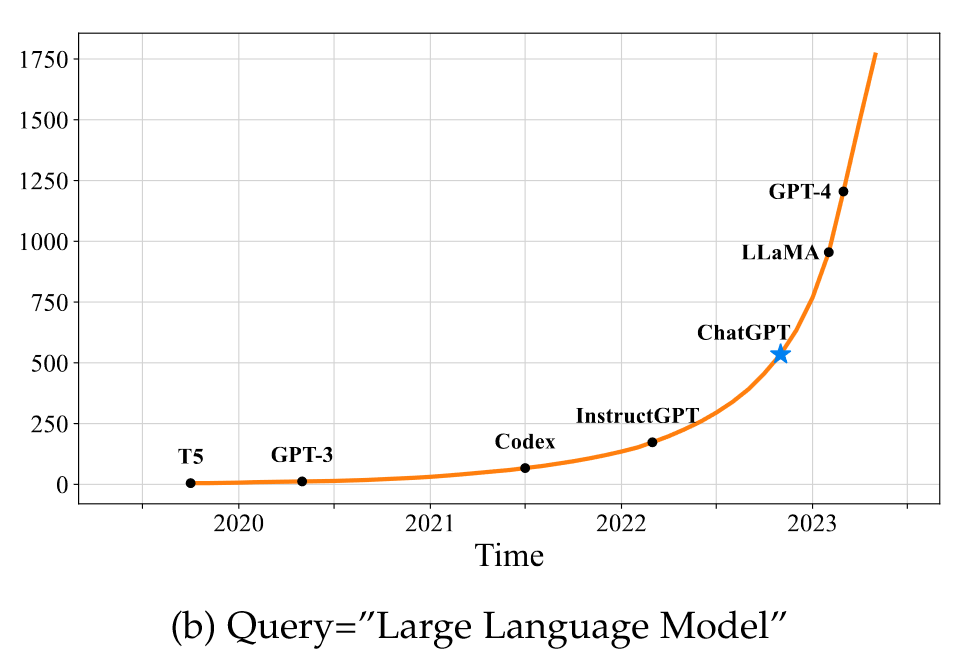 1750
1500
1250
1000
750
500
250
0
GPT-4
LLaMA
ChatGPT
InstructGPT
Codex
GPT-3
T5
2020 2021 2022 2023
Time
(b) Query=”Large Language Model”